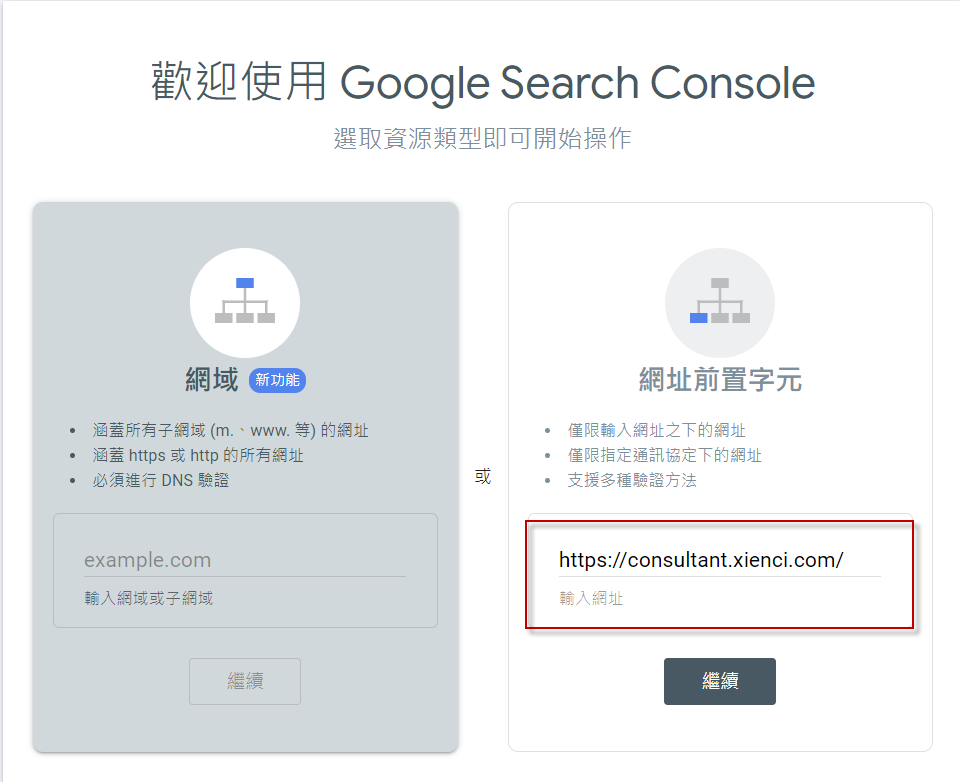 歡迎使用 Google Search Console
選取資源類型即可開始操作
網域 新功能
• 涵蓋所有子網域 (m.、www. 等) 的網址
• 涵蓋 https 或 http 的所有網址
• 必須進行 DNS 驗證
example.com
輸入網域或子網域
繼續
或
網址前置字元
• 僅限輸入網址之下的網址
• 僅限指定通訊協定下的網址
• 支援多種驗證方法
https://consultant.xienci.com/
輸入網址
繼續